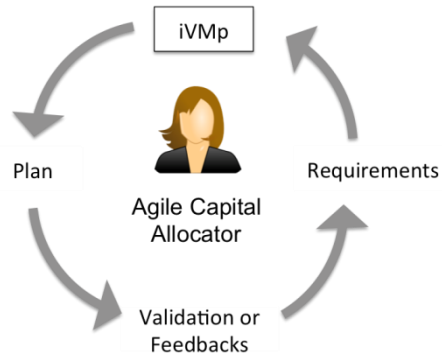 iVMp
Plan
Requirements
Agile Capital
Allocator
Validation or
Feedbacks